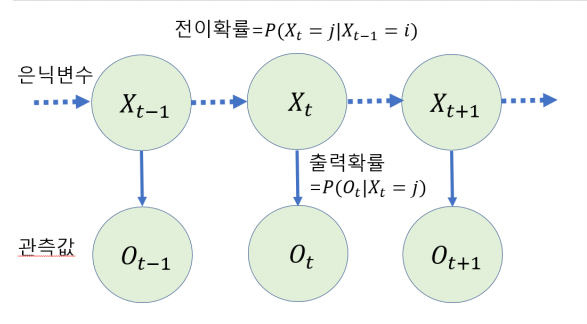 전이확률=P(X_t = j|X_{t-1} = i)
은닉변수
X_{t-1}
X_t
X_{t+1}
출력확률
=P(O_t|X_t = j)
관측값
O_{t-1}
O_t
O_{t+1}